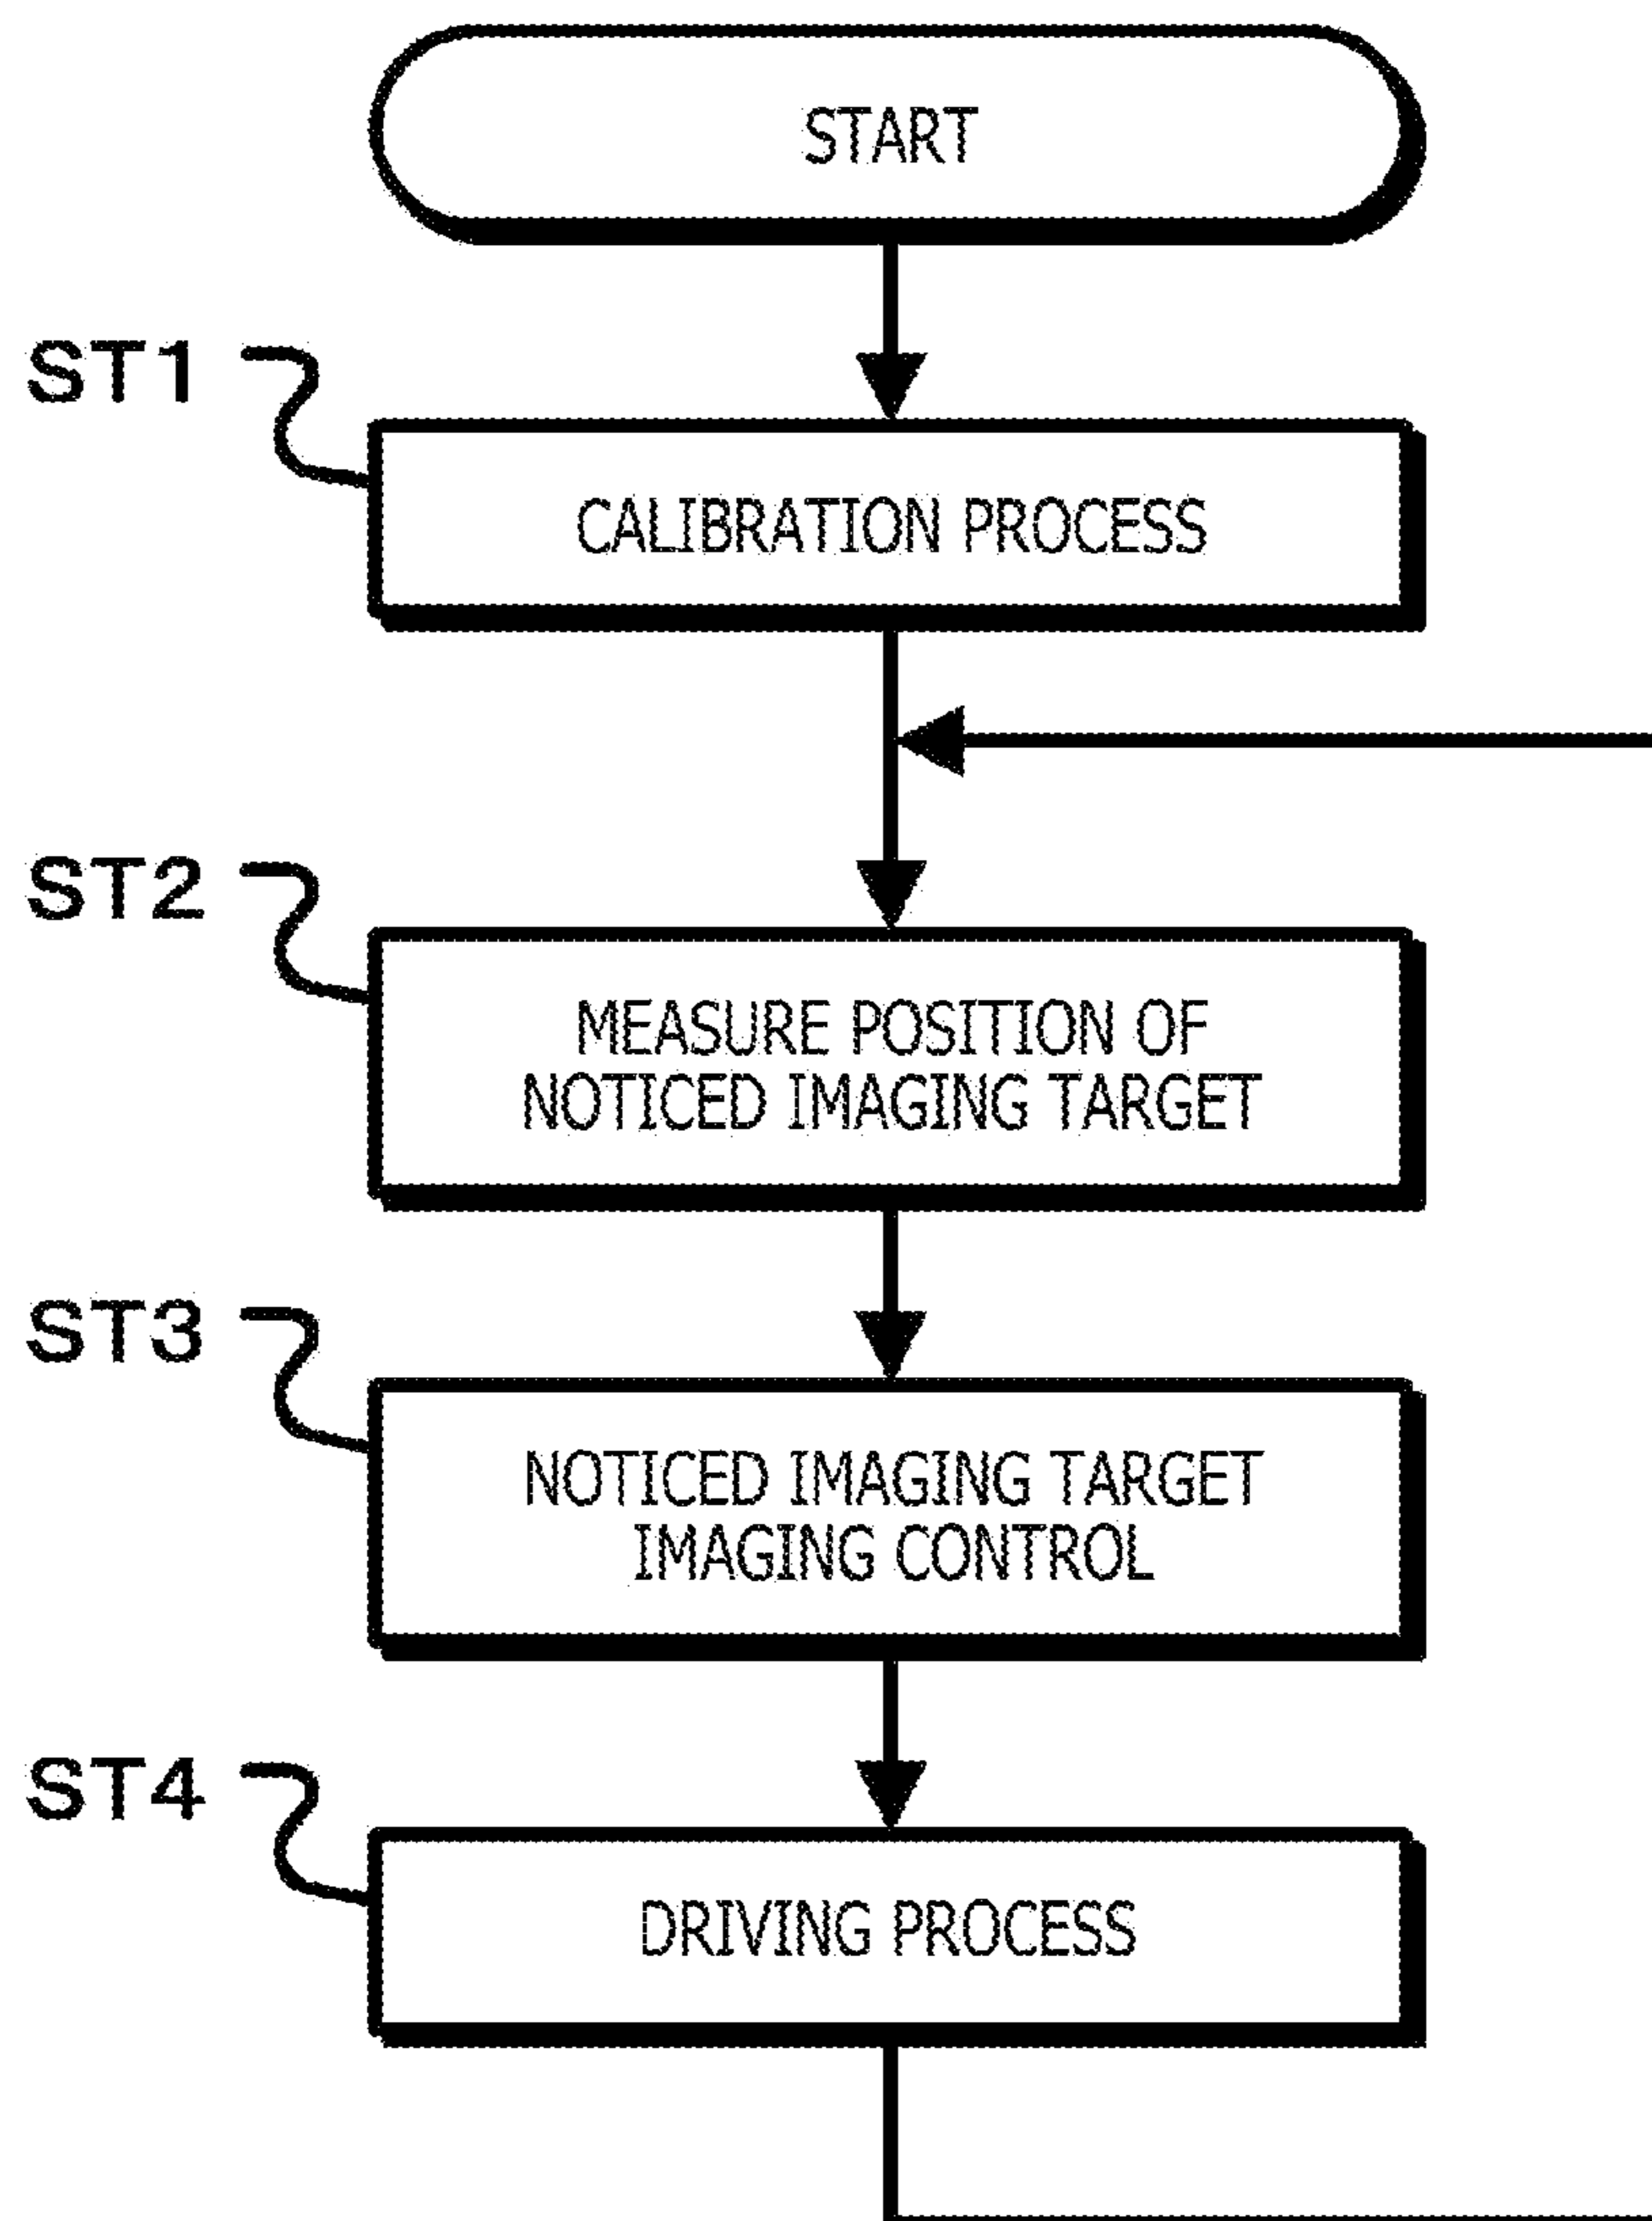 START
ST1
CALIBRATION PROCESS
ST2
MEASURE POSITION OF
NOTICED IMAGING TARGET
ST3
NOTICED IMAGING TARGET
IMAGING CONTROL
ST4
DRIVING PROCESS